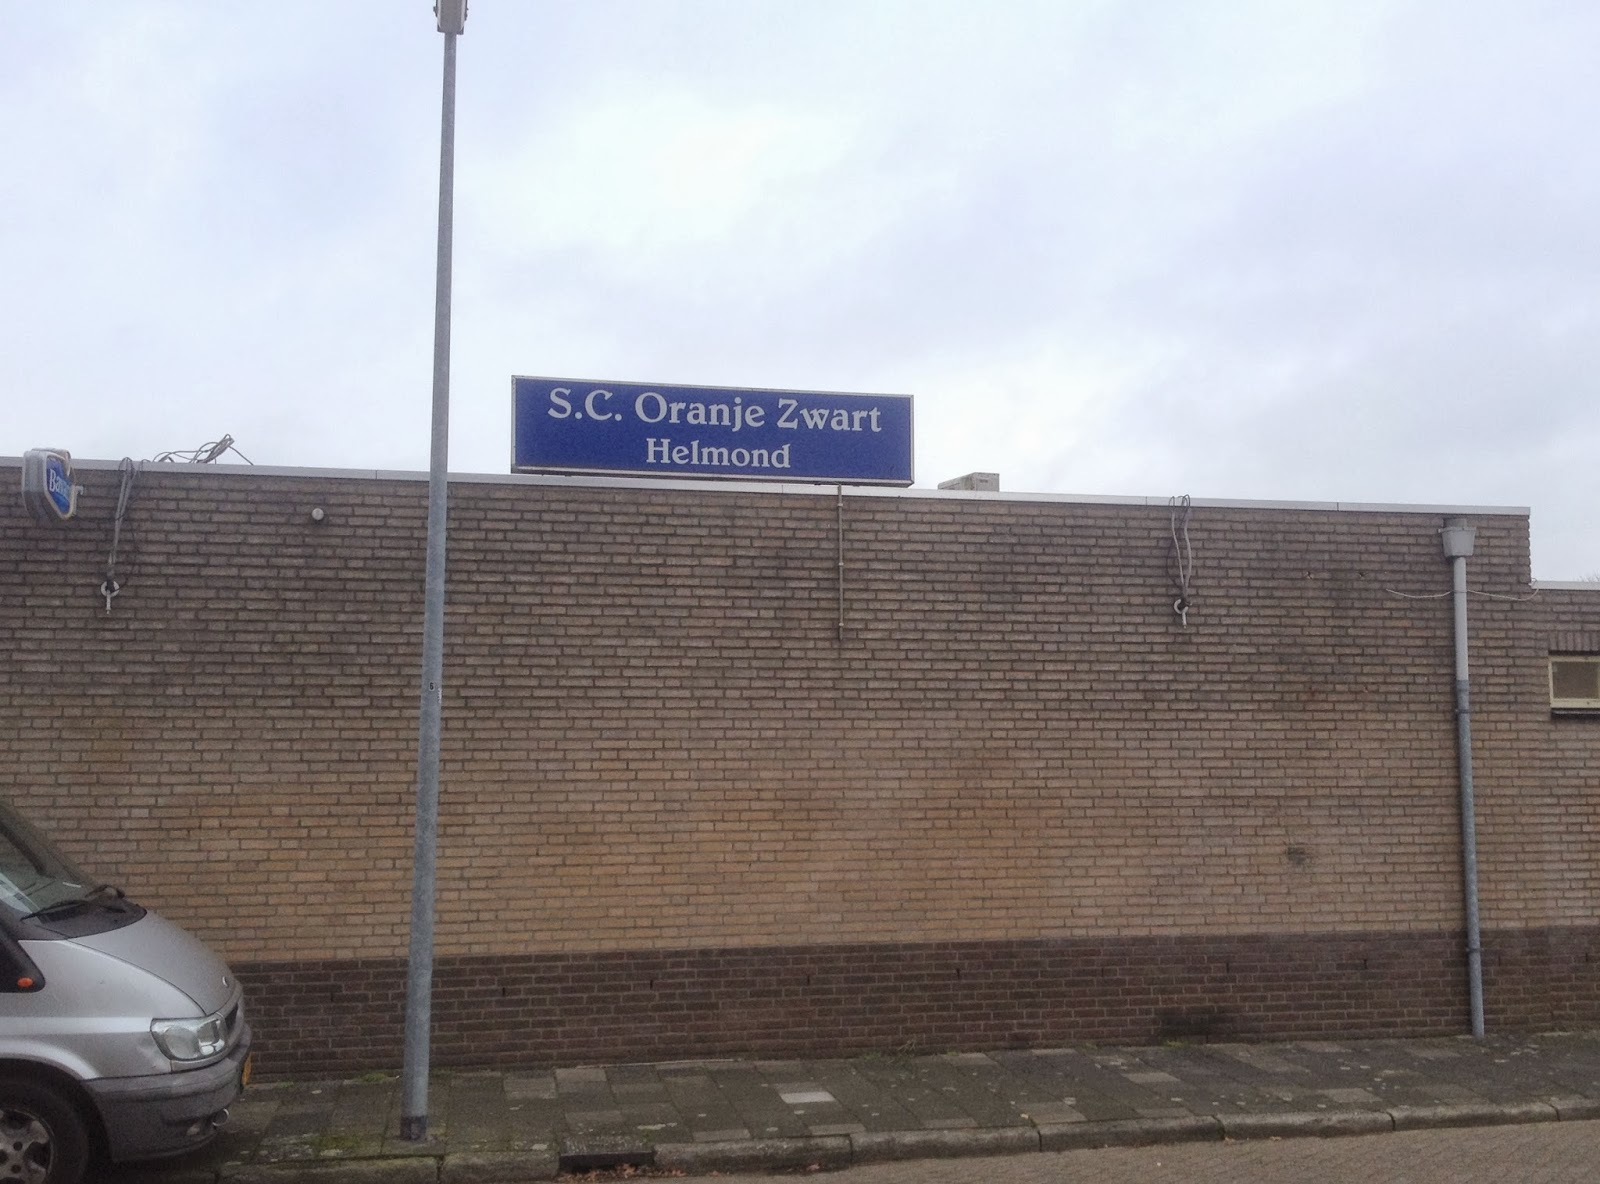 S.C. Oranje Zwart
Helmond